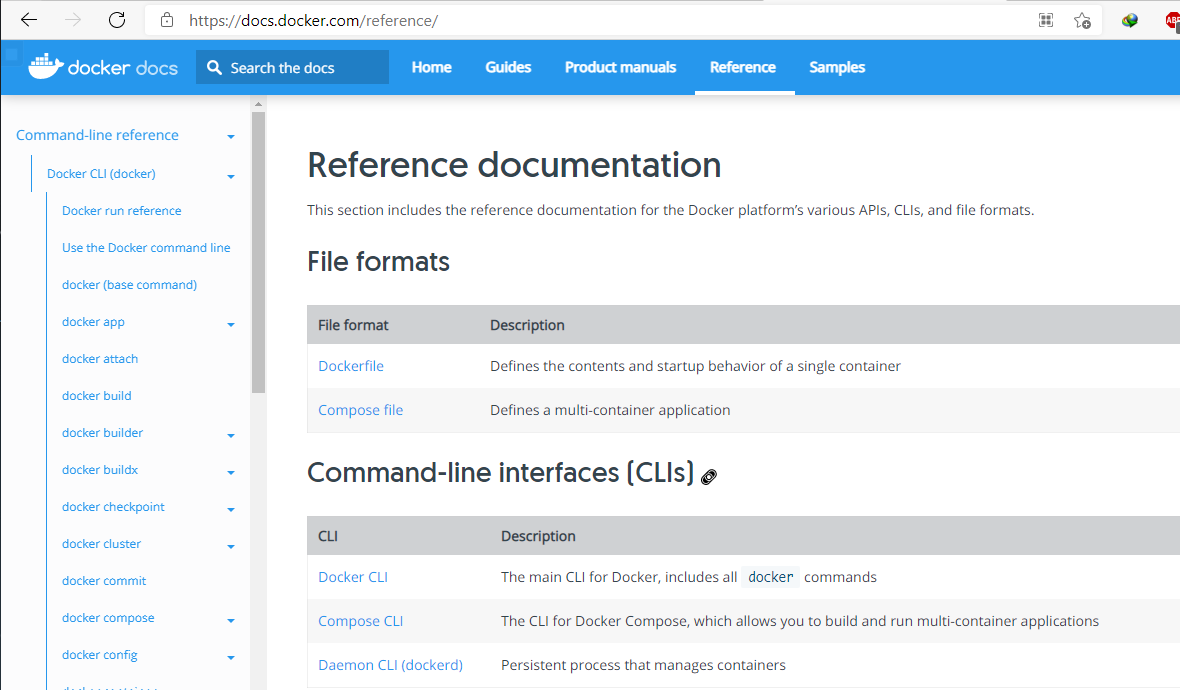 https://docs.docker.com/reference/
ABP
docker docs
Search the docs
Home Guides Product manuals Reference Samples
Command-line reference
Docker CLI (docker)
Docker run reference
Use the Docker command line
docker (base command)
docker app
docker attach
docker build
docker builder
docker buildx
docker checkpoint
docker cluster
docker commit
docker compose
docker config
Reference documentation
This section includes the reference documentation for the Docker platform’s various APIs, CLIs, and file formats.
File formats
File format Description
Dockerfile Defines the contents and startup behavior of a single container
Compose file Defines a multi-container application
Command-line interfaces (CLIs)
CLI Description
Docker CLI The main CLI for Docker, includes all docker commands
Compose CLI The CLI for Docker Compose, which allows you to build and run multi-container applications
Daemon CLI (dockerd) Persistent process that manages containers